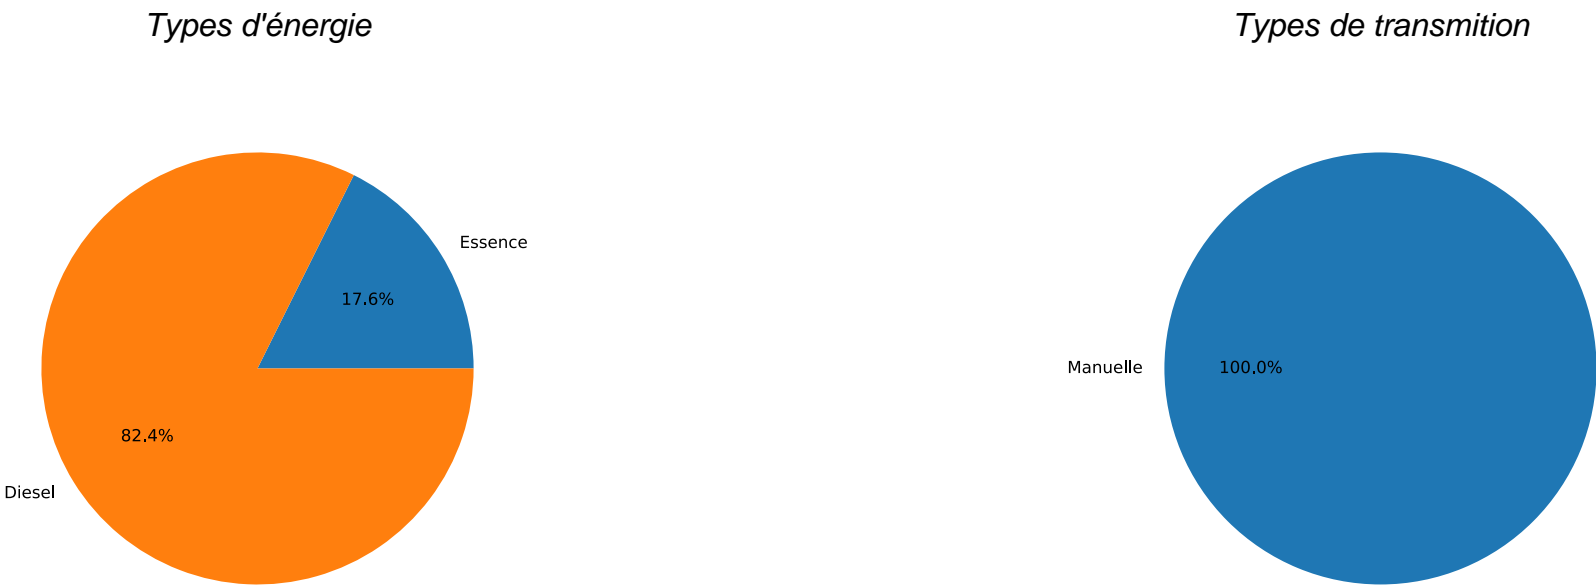 Types d'énergie
Types de transmition
Essence
17.6%
82.4%
Diesel
Manuelle
100.0%